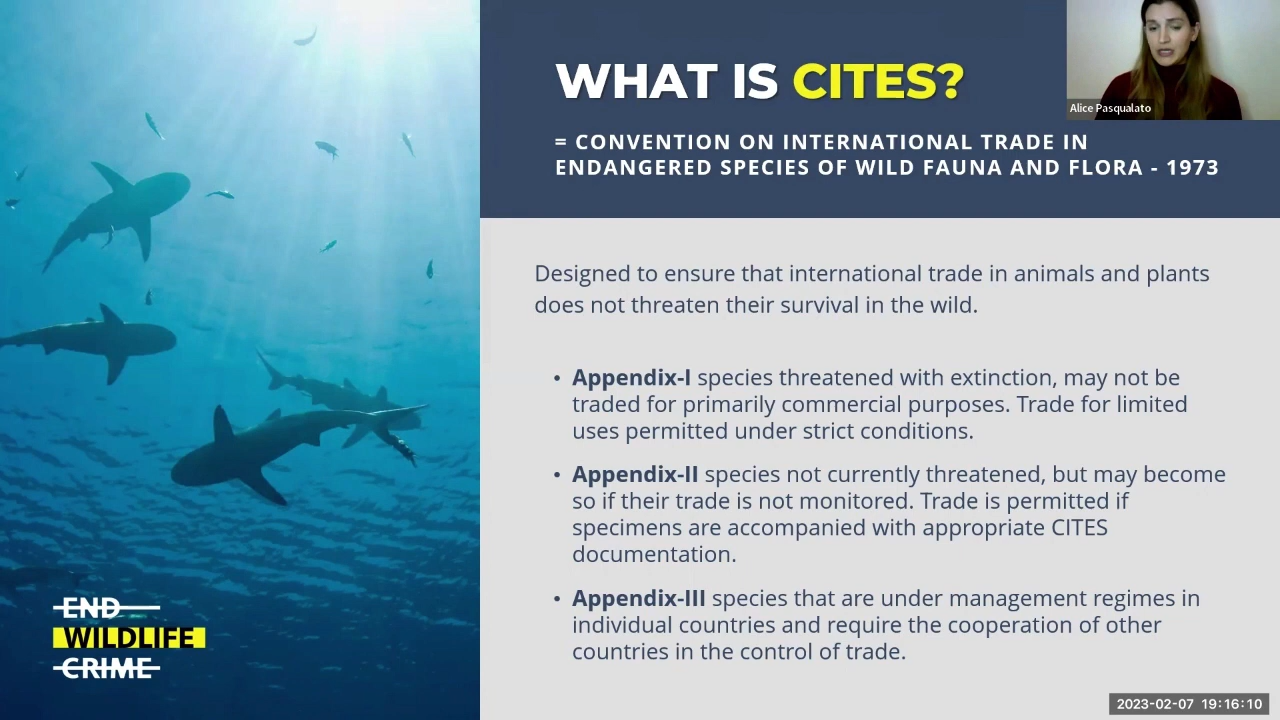 WHAT IS CITES?
Alice Pasqualato
= CONVENTION ON INTERNATIONAL TRADE IN
ENDANGERED SPECIES OF WILD FAUNA AND FLORA - 1973
Designed to ensure that international trade in animals and plants
does not threaten their survival in the wild.
• Appendix-I species threatened with extinction, may not be
traded for primarily commercial purposes. Trade for limited
uses permitted under strict conditions.
• Appendix-II species not currently threatened, but may become
so if their trade is not monitored. Trade is permitted if
specimens are accompanied with appropriate CITES
documentation.
• Appendix-III species that are under management regimes in
individual countries and require the cooperation of other
countries in the control of trade.
END
WILDLIFE
CRIME
2023-02-07 19:16:10